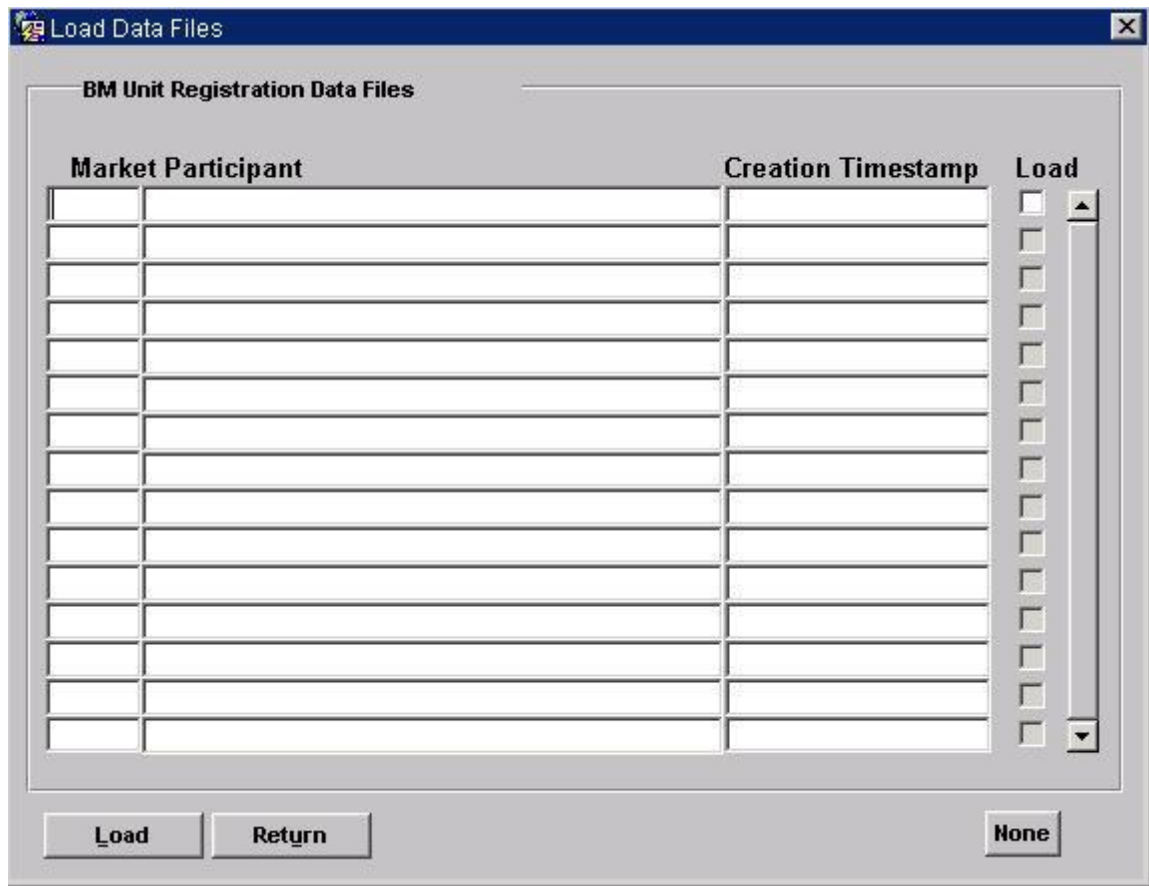 Load Data Files
BM Unit Registration Data Files
Market Participant Creation Timestamp Load
Load Return None